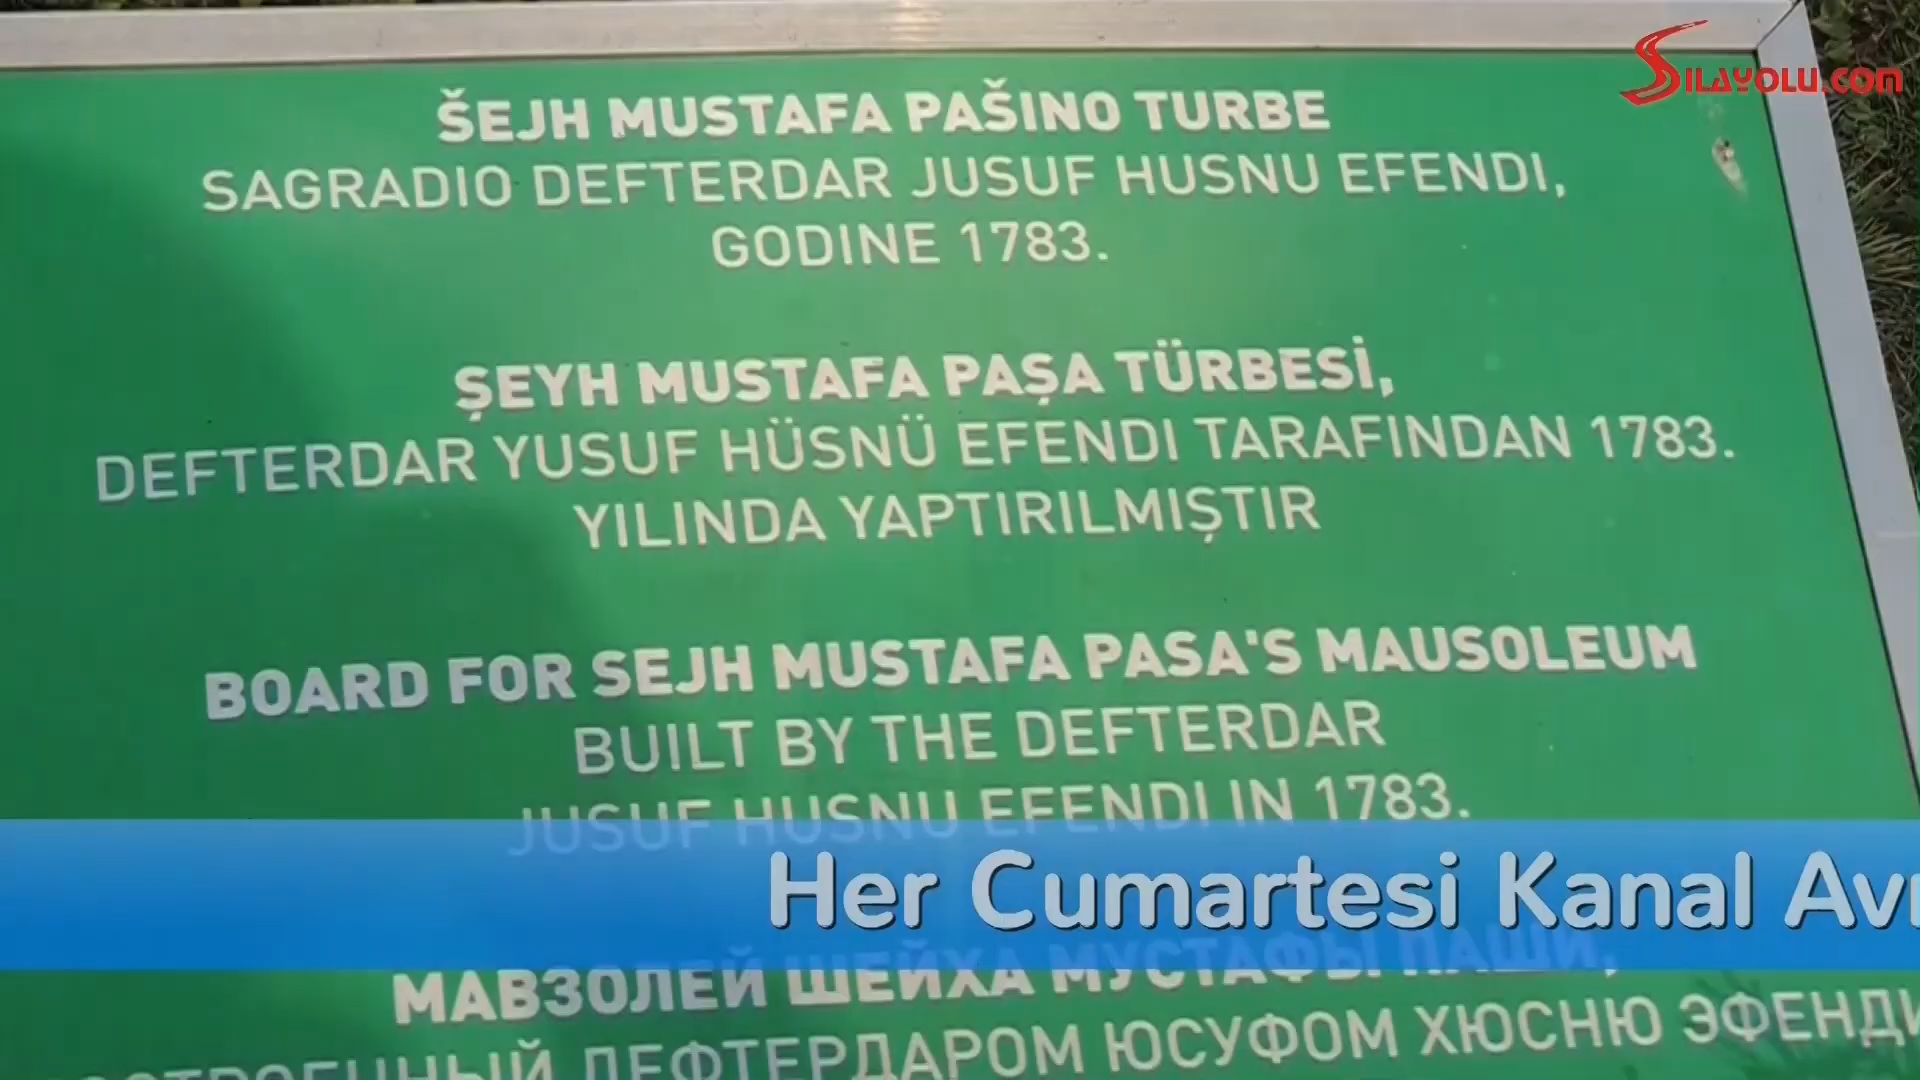 SILAYOLU.COM
ŠEJH MUSTAFA PAŠINO TURBE
SAGRADIO DEFTERDAR JUSUF HUSNU EFENDI,
GODINE 1783.
ŞEYH MUSTAFA PAŞA TÜRBESİ,
DEFTERDAR YUSUF HÜSNÜ EFENDI TARAFINDAN 1783.
YILINDA YAPTIRILMIŞTIR
BOARD FOR SEJH MUSTAFA PASA'S MAUSOLEUM
BUILT BY THE DEFTERDAR
JUSUF HUSNU EFENDI IN 1783.
Her Cumartesi Kanal
МАВЗОЛЕЙ ШЕЙХА МУСТАФЫ ПАШИ,
ДЕФТЕРДАРОМ ЮСУФОМ ХЮСНЮ ЭФЕНДИ